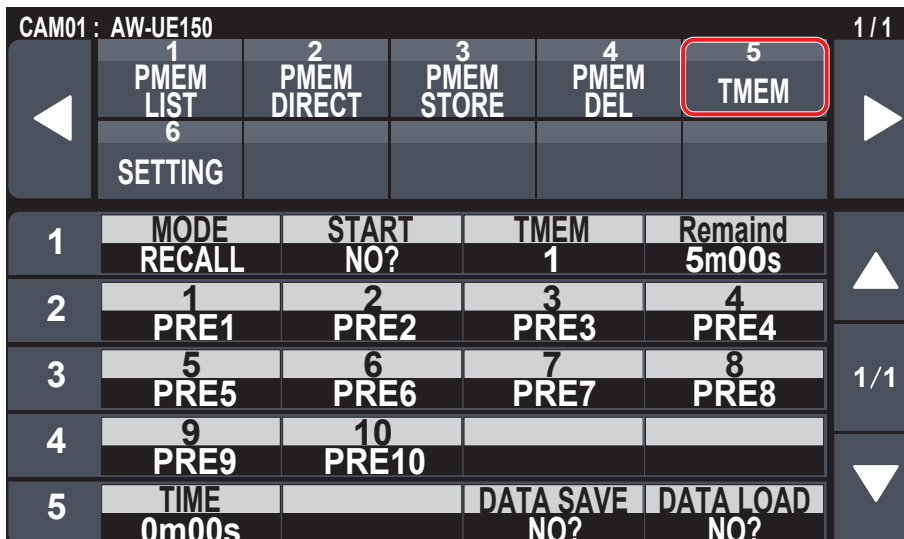 CAM01 : AW-UE150 1 / 1
1 2 3 4 5
PMEM LIST PMEM DIRECT PMEM STORE PMEM DEL TMEM
6
SETTING
1 MODE START TMEM Remaind
RECALL NO? 1 5m00s
2 1 2 3 4
PRE1 PRE2 PRE3 PRE4
3 5 6 7 8 1/1
PRE5 PRE6 PRE7 PRE8
4 9 10
PRE9 PRE10
5 TIME DATA SAVE DATA LOAD
0m00s NO? NO?